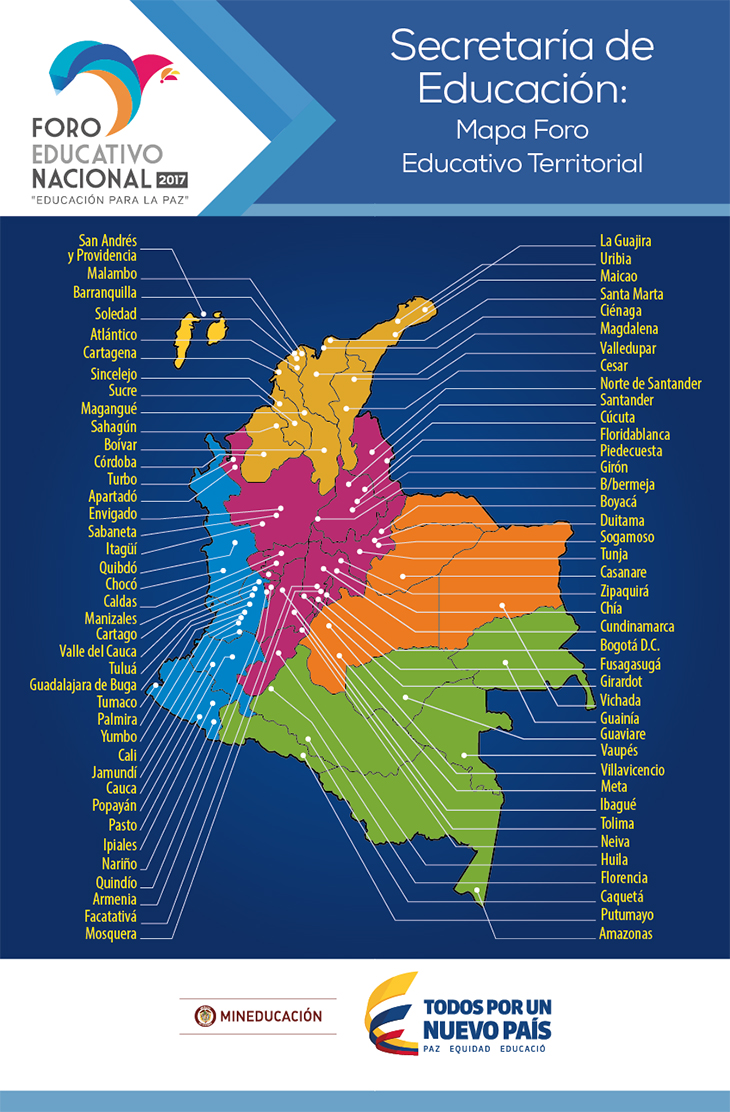 FORO
EDUCATIVO
NACIONAL 2017
"EDUCACIÓN PARA LA PAZ"
Secretaría de
Educación:
Mapa Foro
Educativo Territorial
San Andrés
y Providencia
Malambo
Barranquilla
Soledad
Atlántico
Cartagena
Sincelejo
Sucre
Magangué
Sahagún
Boívar
Córdoba
Turbo
Apartadó
Envigado
Sabaneta
Itagüí
Quibdó
Chocó
Caldas
Manizales
Cartago
Valle del Cauca
Tuluá
Guadalajara de Buga
Tumaco
Palmira
Yumbo
Cali
Jamundí
Cauca
Popayán
Pasto
Ipiales
Nariño
Quindío
Armenia
Facatativá
Mosquera
La Guajira
Uribia
Maicao
Santa Marta
Ciénaga
Magdalena
Valledupar
Cesar
Norte de Santander
Santander
Cúcuta
Floridablanca
Piedecuesta
Girón
B/bermeja
Boyacá
Duitama
Sogamoso
Tunja
Casanare
Zipaquirá
Chía
Cundinamarca
Bogotá D.C.
Fusagasugá
Girardot
Vichada
Guainía
Guaviare
Vaupés
Villavicencio
Meta
Ibagué
Tolima
Neiva
Huila
Florencia
Caquetá
Putumayo
Amazonas
MINEDUCACIÓN
TODOS POR UN
NUEVO PAÍS
PAZ EQUIDAD EDUCACIÓ